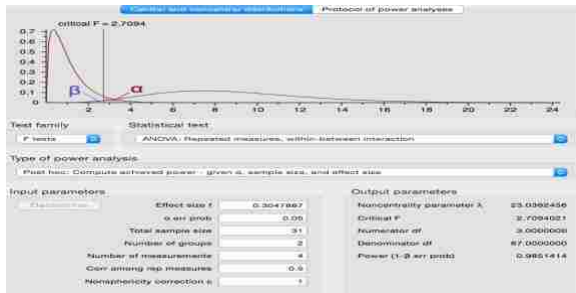 Central and noncentral distributions Protocol of power analyses
critical F = 2.7094
0.7
0.6
0.5
0.4
0.3
0.2
0.1
0
β α
2 4 6 8 10 12 14 16 18 20 22 24
Test family Statistical test
F tests ANOVA: Repeated measures, within-between interaction
Type of power analysis
Post hoc: Compute achieved power - given α, sample size, and effect size
Input parameters Output parameters
Determine Effect size f 0.3047887 Noncentrality parameter λ 23.0392456
α err prob 0.05 Critical F 2.7094021
Total sample size 31 Numerator df 3.0000000
Number of groups 2 Denominator df 87.0000000
Number of measurements 4 Power (1-β err prob) 0.9851414
Corr among rep measures 0.5
Nonsphericity correction ε 1